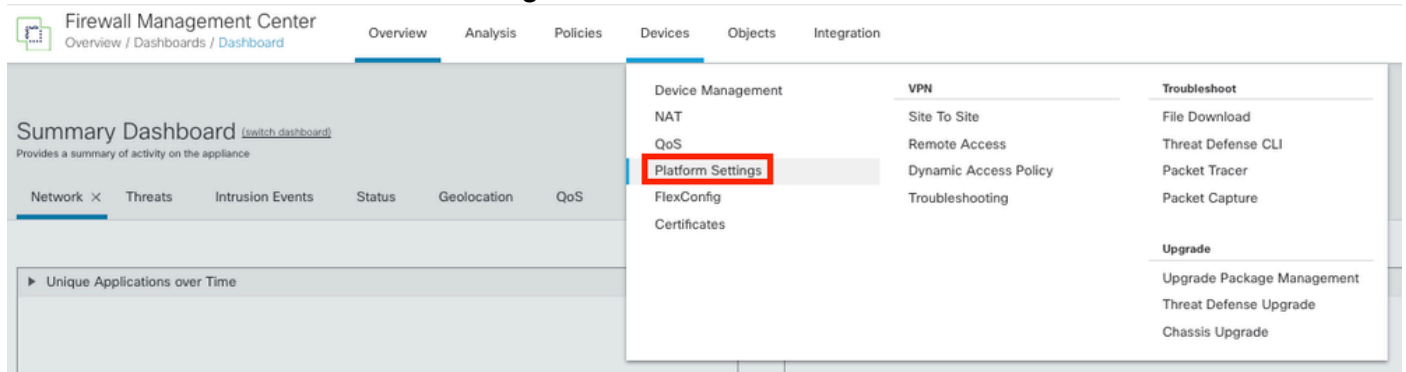 Firewall Management Center
Overview / Dashboards / Dashboard
Overview Analysis Policies Devices Objects Integration
Summary Dashboard (switch dashboard)
Provides a summary of activity on the appliance
Network × Threats Intrusion Events Status Geolocation QoS
Unique Applications over Time
Device Management
NAT
QoS
Platform Settings
FlexConfig
Certificates
VPN
Site To Site
Remote Access
Dynamic Access Policy
Troubleshooting
Troubleshoot
File Download
Threat Defense CLI
Packet Tracer
Packet Capture
Upgrade
Upgrade Package Management
Threat Defense Upgrade
Chassis Upgrade